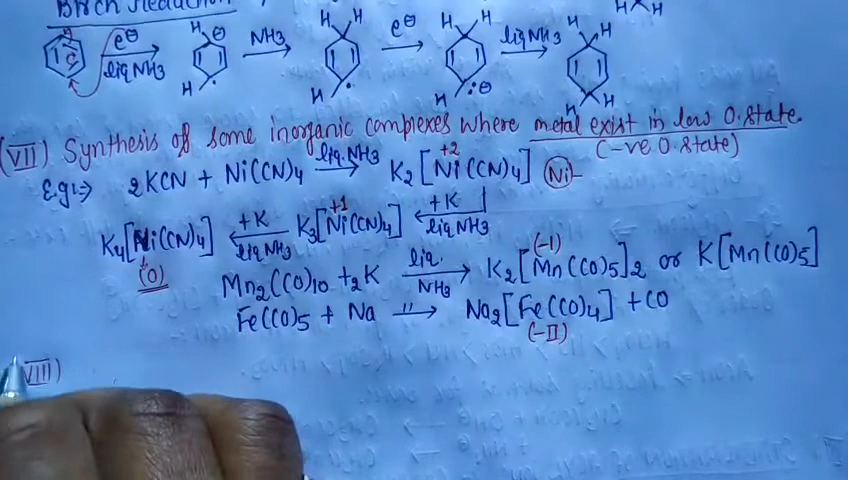 Birch Reduction
H H ⊖ H H H H H H H H
e⊖ NH3 e⊖ liq NH3
liq NH3
H H H H H
(VII) Synthesis of some inorganic complexes where metal exist in low O.state.
(-ve O.state)
E.g:→ 2KCN + Ni(CN)4 liq.NH3 → K2[Ni(CN)4] +2 (Ni)-
K4[Ni(CN)4] ← +K liq NH3 K3[Ni(CN)4] +1 ← +K liq NH3
(0)
Mn2(CO)10 + 2K liq. NH3 → K2[Mn(CO)5]2 or K[Mn(CO)5] (-I)
Fe(CO)5 + Na —"→ Na2[Fe(CO)4] + CO
(-II)
VIII)